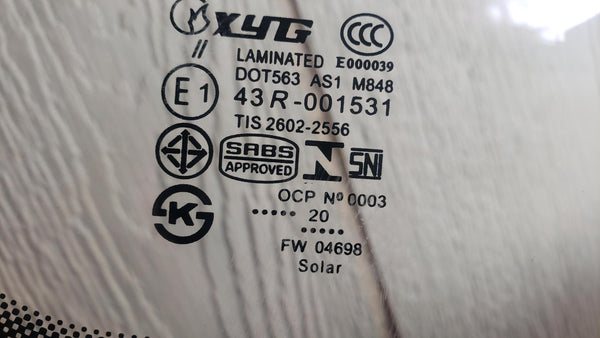 XYG CCC
//
LAMINATED E000039
DOT563 AS1 M848
E1 43R-001531
TIS 2602-2556
SABS APPROVED SNI
K
OCP Nº 0003
••••• 20
•••••
FW 04698
Solar